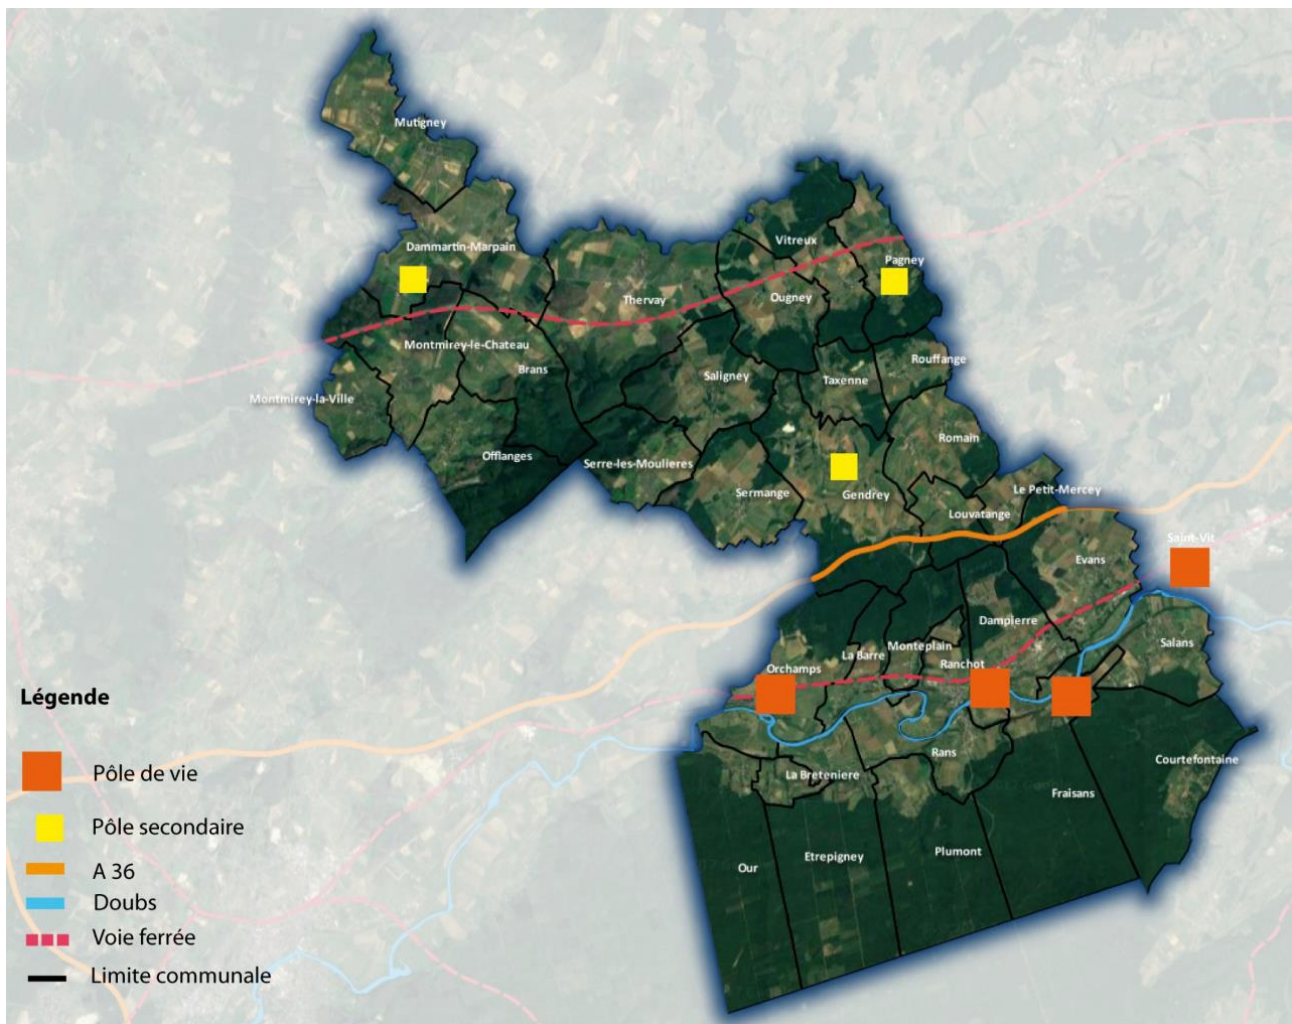 Mutigney
Dammartin-Marpain
Vitreux
Pagney
Thervay
Ougney
Montmirey-le-Chateau
Rouffange
Brans
Saligney
Taxenne
Montmirey-la-Ville
Romain
Offlanges
Serre-les-Moulieres
Sermange
Gendrey
Le Petit-Mercey
Louvatange
Saint-Vit
Evans
Dampierre
Salans
Monteplain
La Barre
Orchamps
Ranchot
Rans
Courtefontaine
La Breteniere
Fraisans
Plumont
Etrepigney
Our
Légende
Pôle de vie
Pôle secondaire
A 36
Doubs
Voie ferrée
Limite communale